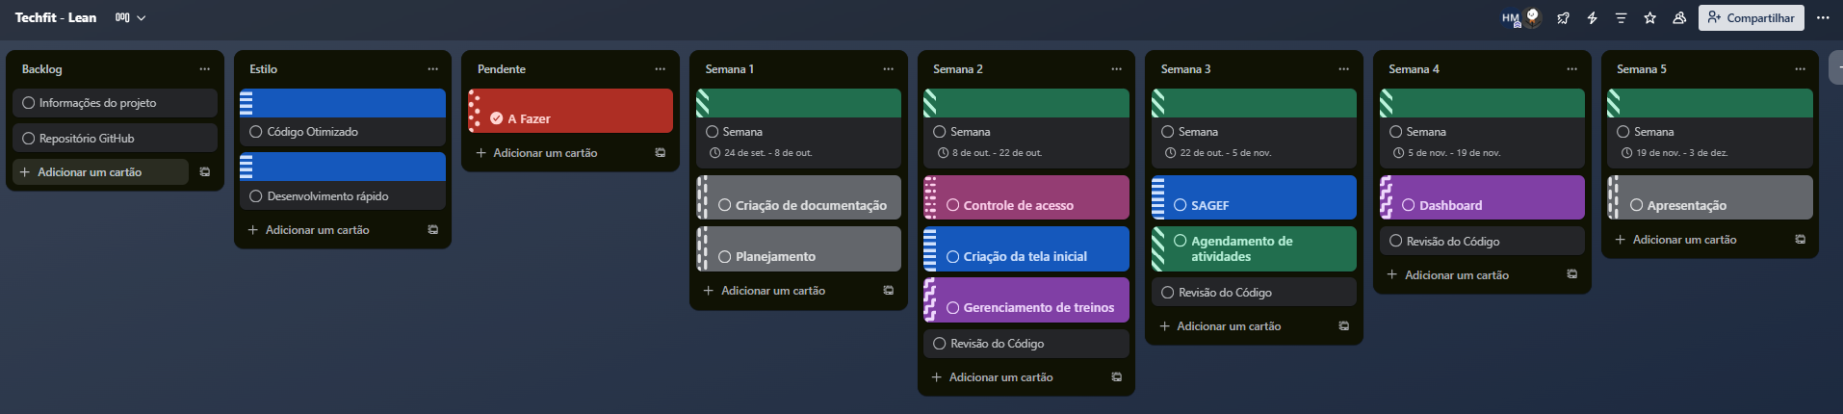 Techfit - Lean
HM
Compartilhar
Backlog
Informações do projeto
Repositório GitHub
Adicionar um cartão
Estilo
Código Otimizado
Desenvolvimento rápido
Adicionar um cartão
Pendente
A Fazer
Adicionar um cartão
Semana 1
Semana
24 de set. - 8 de out.
Criação de documentação
Planejamento
Adicionar um cartão
Semana 2
Semana
8 de out. - 22 de out.
Controle de acesso
Criação da tela inicial
Gerenciamento de treinos
Revisão do Código
Adicionar um cartão
Semana 3
Semana
22 de out. - 5 de nov.
SAGEF
Agendamento de
atividades
Revisão do Código
Adicionar um cartão
Semana 4
Semana
5 de nov. - 19 de nov.
Dashboard
Revisão do Código
Adicionar um cartão
Semana 5
Semana
19 de nov. - 3 de dez.
Apresentação
Adicionar um cartão